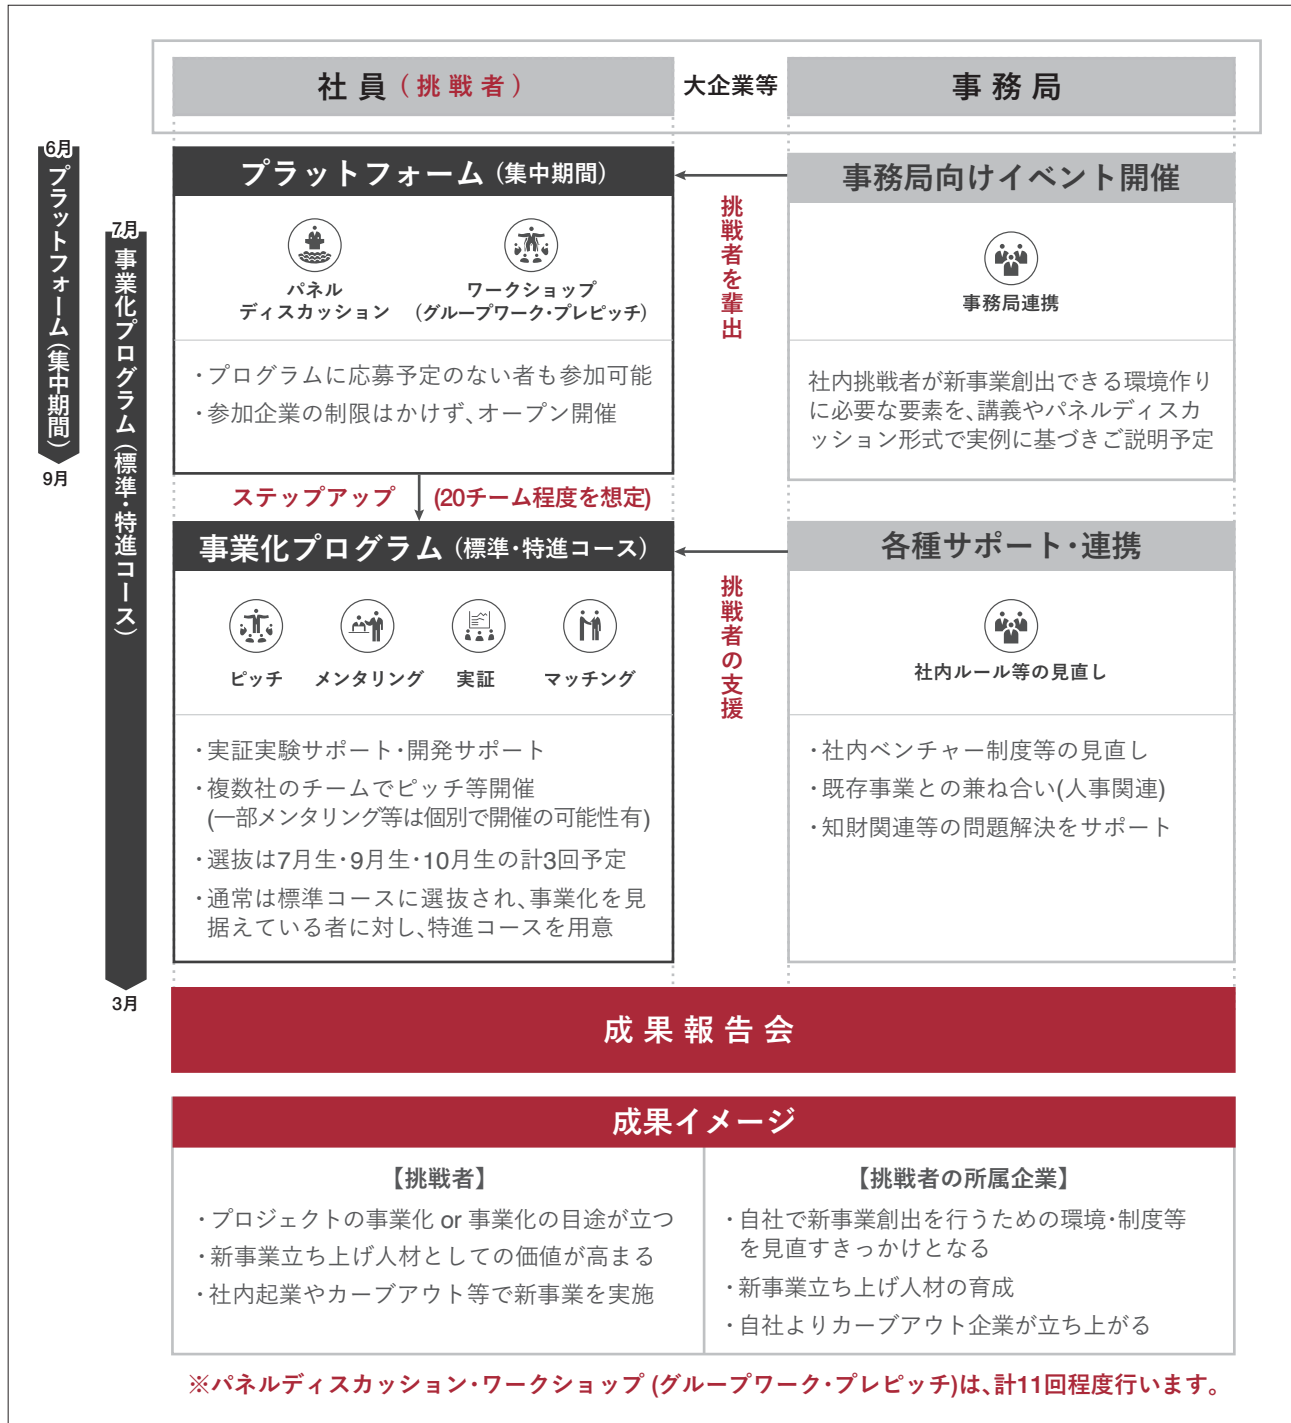 社員(挑戦者)
大企業等
事務局
6月
プラットフォーム(集中期間)
9月
7月
事業化プログラム(標準・特進コース)
3月
プラットフォーム(集中期間)
パネル
ディスカッション
ワークショップ
(グループワーク・プレピッチ)
・プログラムに応募予定のない者も参加可能
・参加企業の制限はかけず、オープン開催
挑戦者を輩出
事務局向けイベント開催
事務局連携
社内挑戦者が新事業創出できる環境作り
に必要な要素を、講義やパネルディスカ
ッション形式で実例に基づきご説明予定
ステップアップ
(20チーム程度を想定)
事業化プログラム(標準・特進コース)
ピッチ
メンタリング
実証
マッチング
・実証実験サポート・開発サポート
・複数社のチームでピッチ等開催
(一部メンタリング等は個別で開催の可能性有)
・選抜は7月生・9月生・10月生の計3回予定
・通常は標準コースに選抜され、事業化を見
据えている者に対し、特進コースを用意
挑戦者の支援
各種サポート・連携
社内ルール等の見直し
・社内ベンチャー制度等の見直し
・既存事業との兼ね合い(人事関連)
・知財関連等の問題解決をサポート
成果報告会
成果イメージ
【挑戦者】
・プロジェクトの事業化 or 事業化の目途が立つ
・新事業立ち上げ人材としての価値が高まる
・社内起業やカーブアウト等で新事業を実施
【挑戦者の所属企業】
・自社で新事業創出を行うための環境・制度等
を見直すきっかけとなる
・新事業立ち上げ人材の育成
・自社よりカーブアウト企業が立ち上がる
※パネルディスカッション・ワークショップ (グループワーク・プレピッチ)は、計11回程度行います。